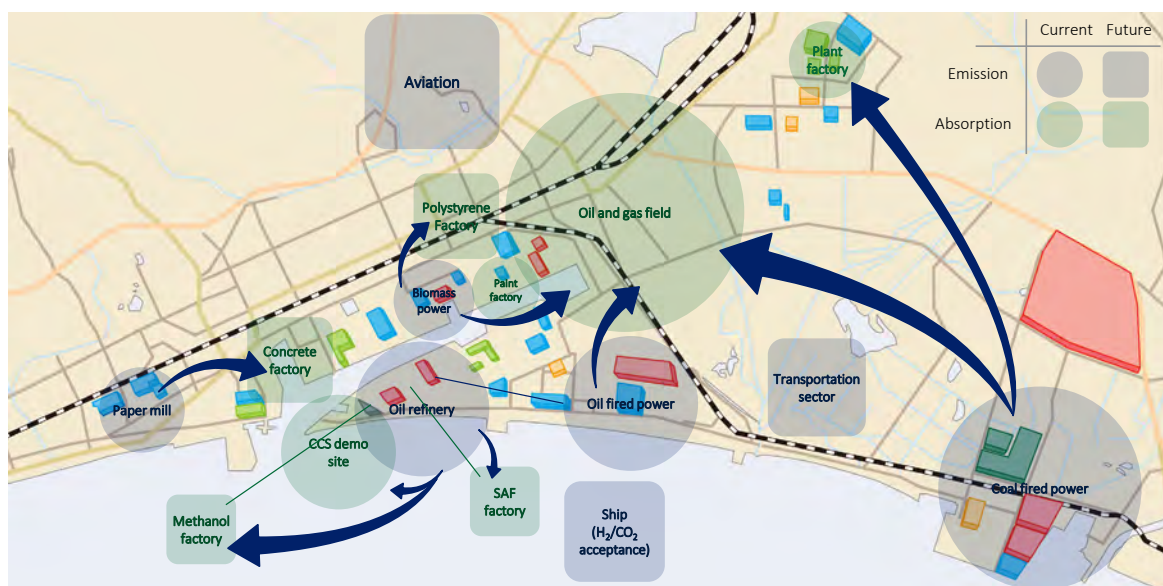 Current Future
Emission
Absorption
Plant
factory
Aviation
Polystyrene
Factory
Oil and gas field
Biomass
power
Paint
factory
Concrete
factory
Paper mill
Oil refinery
Oil fired power
Transportation
sector
CCS demo
site
Coal fired power
SAF
factory
Methanol
factory
Ship
(H₂/CO₂
acceptance)